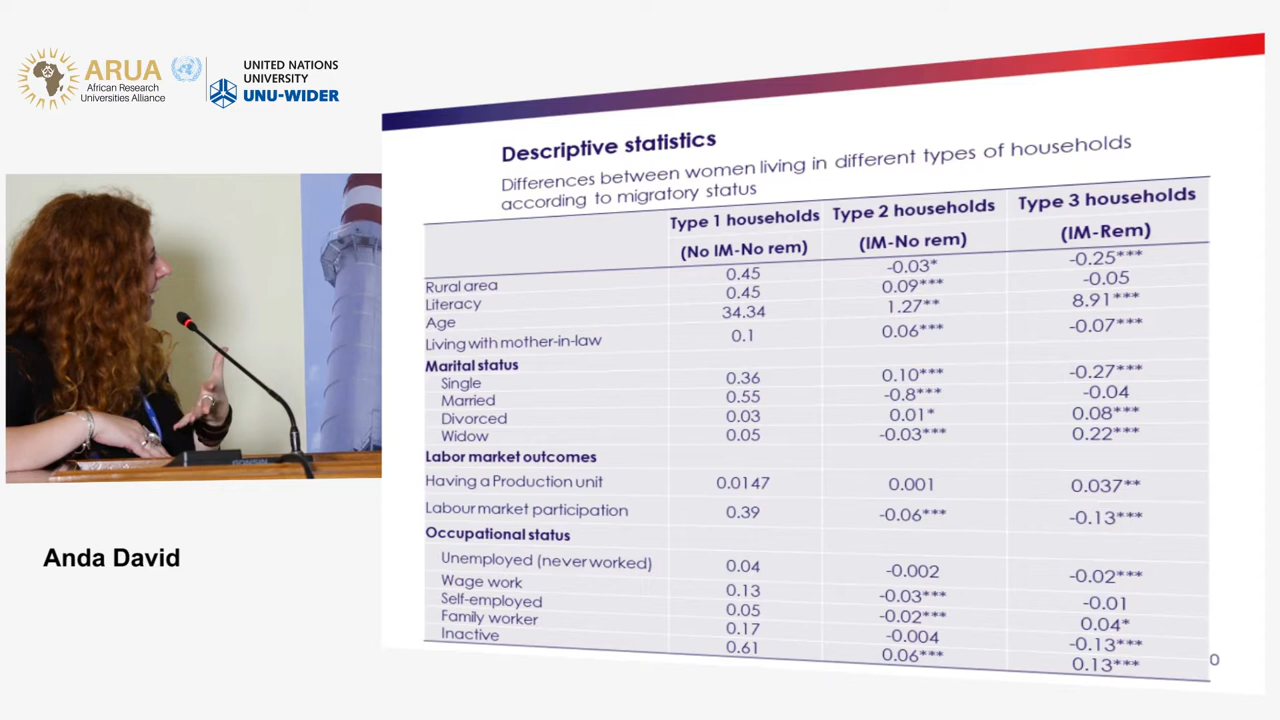 ARUA
African Research
Universities Alliance
UNITED NATIONS
UNIVERSITY
UNU-WIDER
Descriptive statistics
Differences between women living in different types of households
according to migratory status
Type 1 households Type 2 households Type 3 households
(No IM-No rem) (IM-No rem) (IM-Rem)
Rural area 0.45 -0.03* -0.25***
Literacy 0.45 0.09*** -0.05
Age 34.34 1.27** 8.91***
Living with mother-in-law 0.1 0.06*** -0.07***
Marital status
Single 0.36 0.10*** -0.27***
Married 0.55 -0.8*** -0.04
Divorced 0.03 0.01* 0.08***
Widow 0.05 -0.03*** 0.22***
Labor market outcomes
Having a Production unit 0.0147 0.001 0.037**
Labour market participation 0.39 -0.06*** -0.13***
Occupational status
Unemployed (never worked) 0.04 -0.002 -0.02***
Wage work 0.13 -0.03*** -0.01
Self-employed 0.05 -0.02*** 0.04*
Family worker 0.17 -0.004 -0.13***
Inactive 0.61 0.06*** 0.13***
0
GONSIN
Anda David